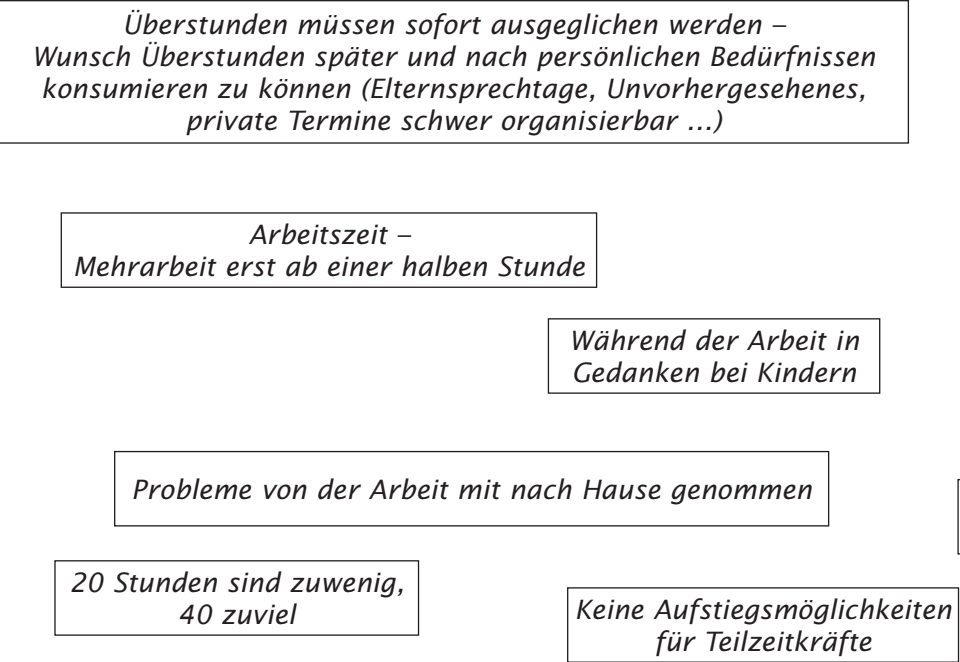 Überstunden müssen sofort ausgeglichen werden –
Wunsch Überstunden später und nach persönlichen Bedürfnissen
konsumieren zu können (Elternsprechtage, Unvorhergesehenes,
private Termine schwer organisierbar ...)
Arbeitszeit –
Mehrarbeit erst ab einer halben Stunde
Während der Arbeit in
Gedanken bei Kindern
Probleme von der Arbeit mit nach Hause genommen
20 Stunden sind zuwenig,
40 zuviel
Keine Aufstiegsmöglichkeiten
für Teilzeitkräfte